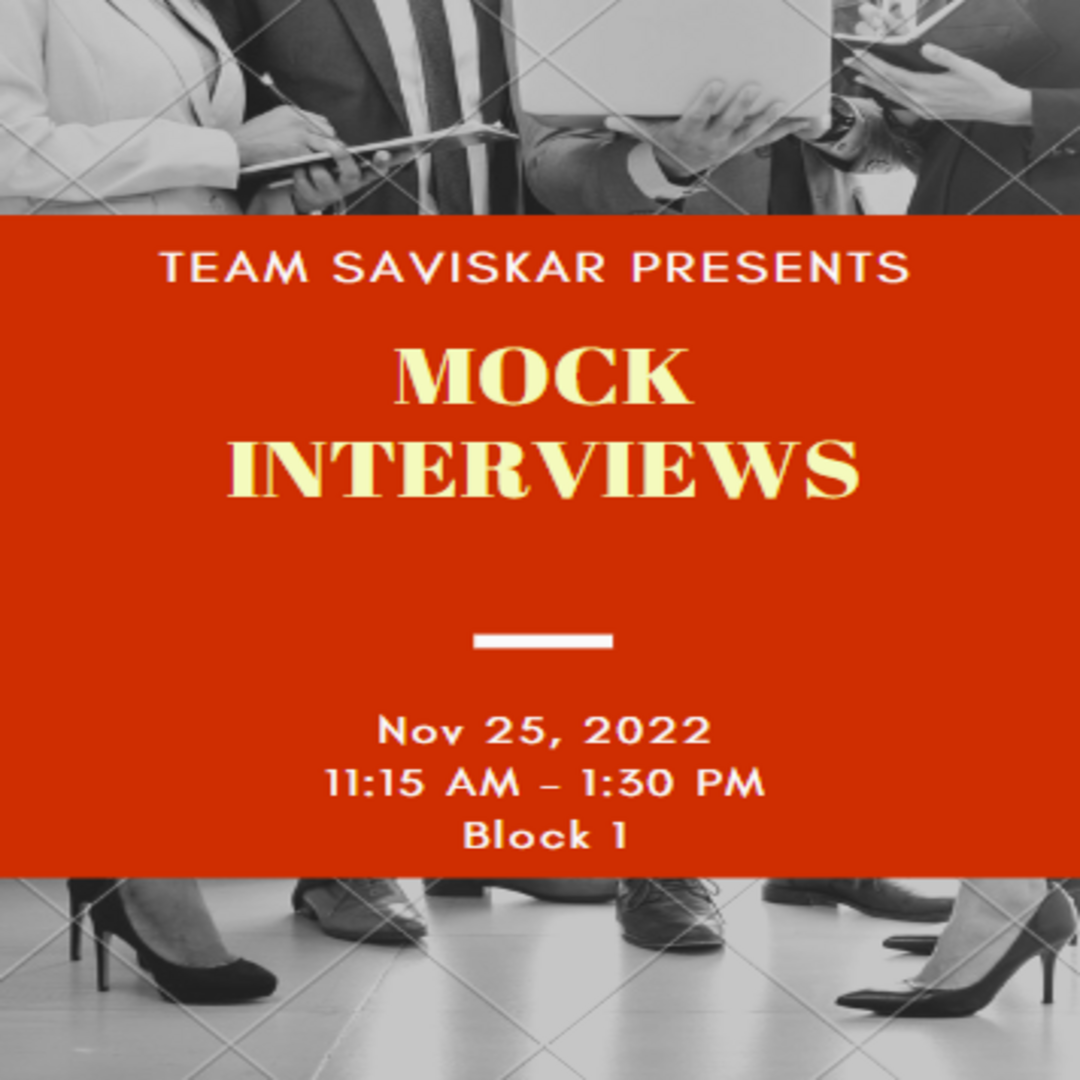 TEAM SAVISKAR PRESENTS
MOCK
INTERVIEWS
Nov 25, 2022
11:15 AM – 1:30 PM
Block 1